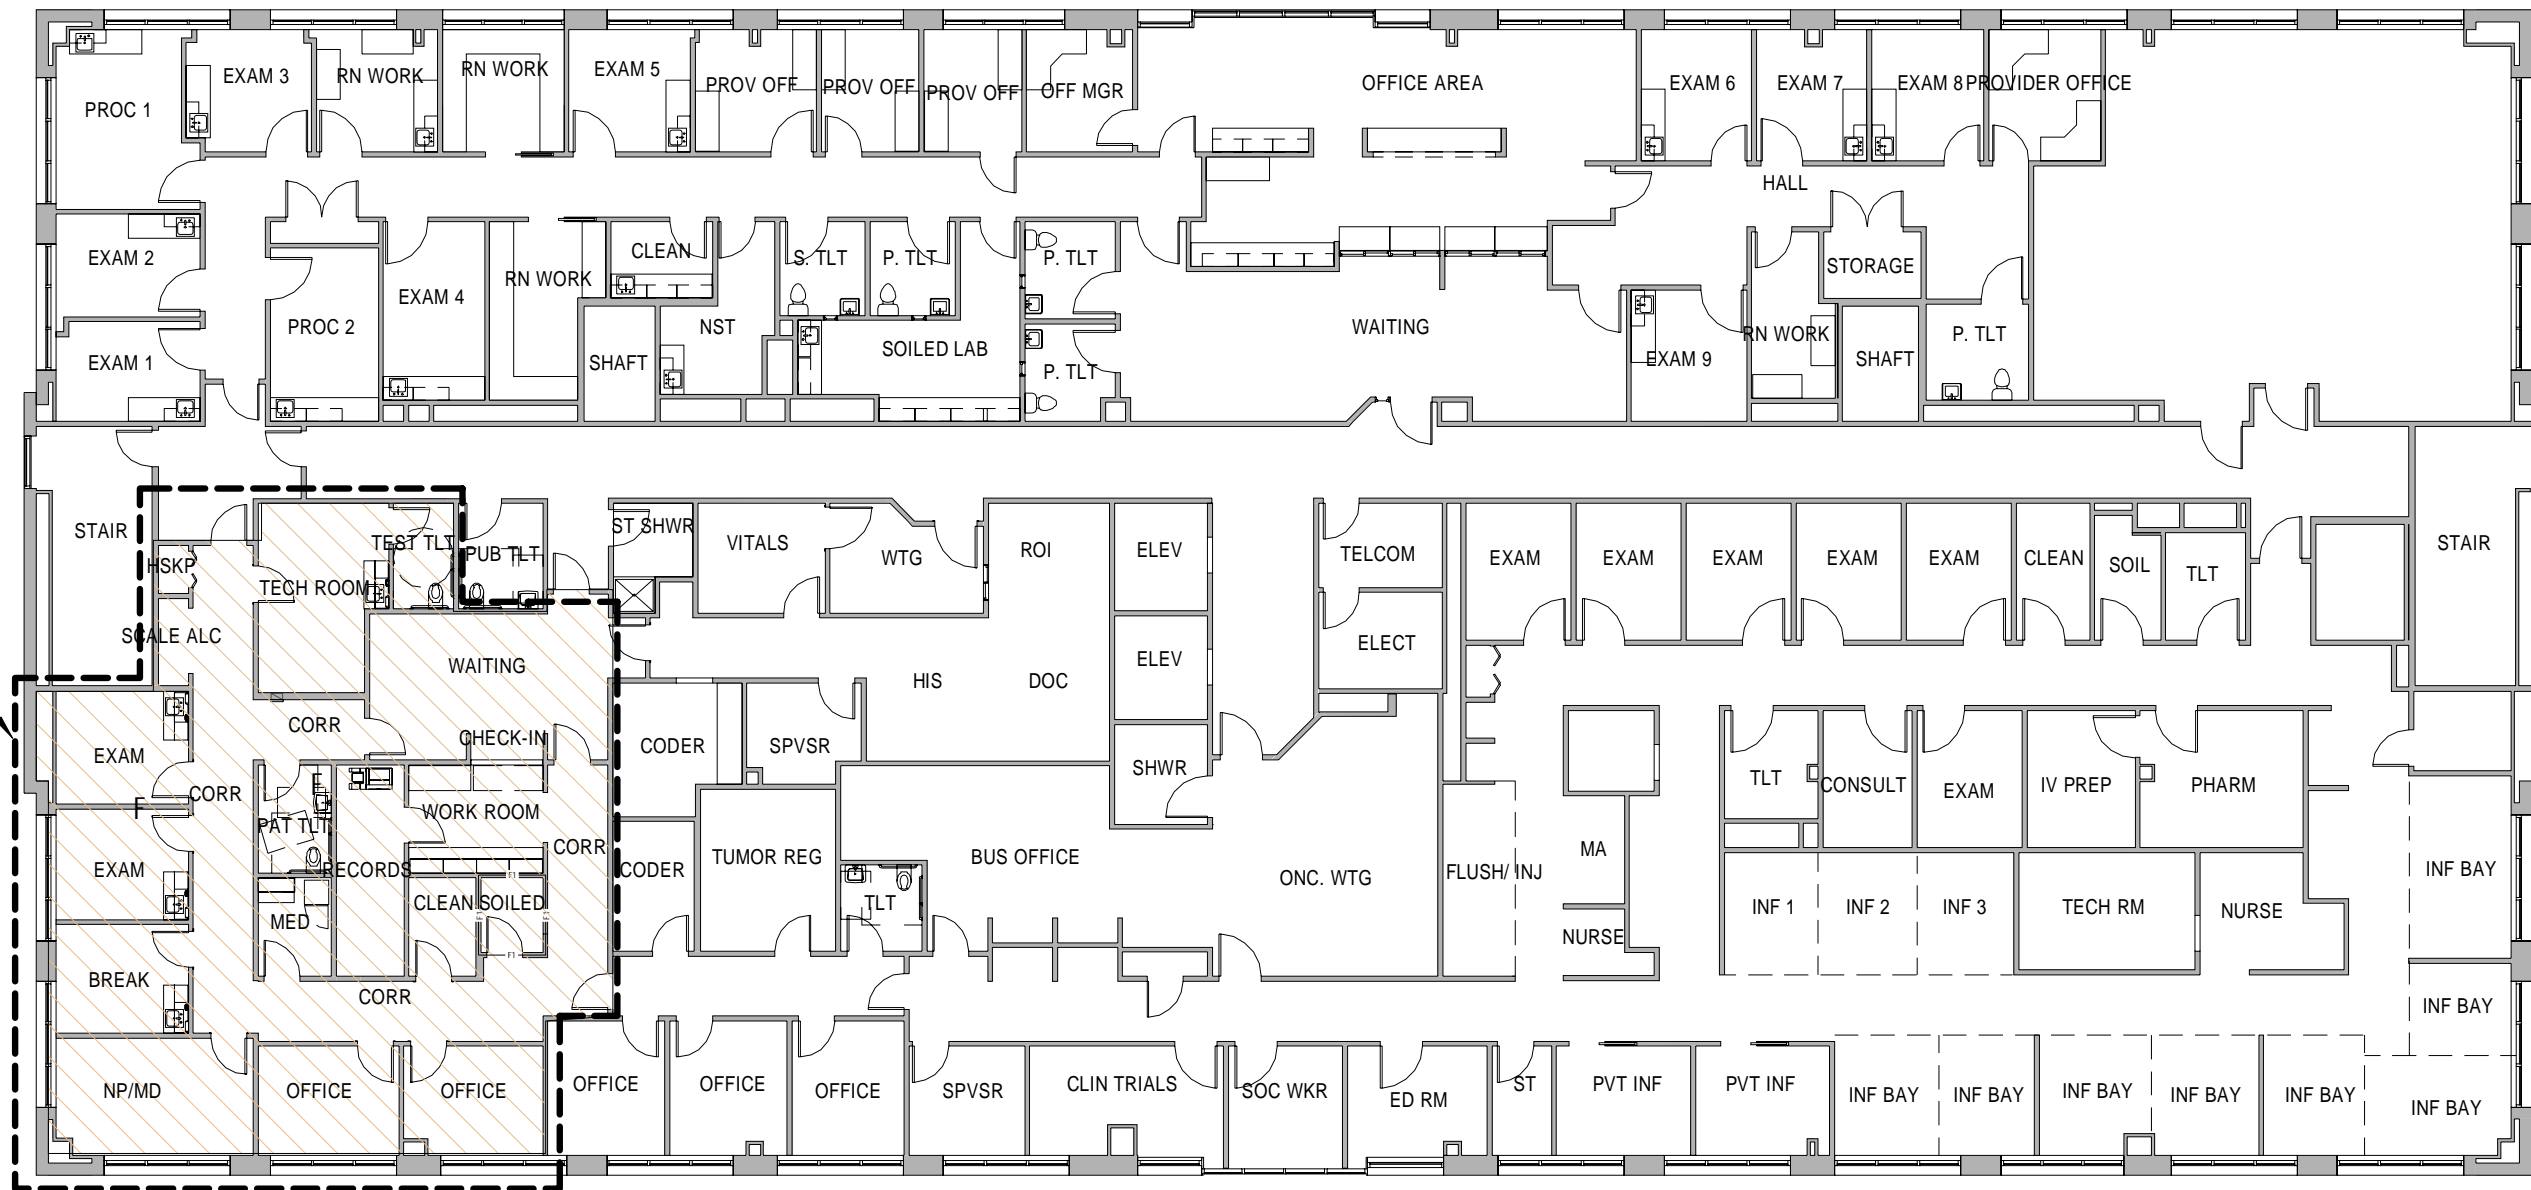 PROC 1
EXAM 3
RN WORK
RN WORK
EXAM 5
PROV OFF
PROV OFF
PROV OFF
OFF MGR
OFFICE AREA
EXAM 6
EXAM 7
EXAM 8
PROVIDER OFFICE
HALL
EXAM 2
EXAM 1
PROC 2
EXAM 4
RN WORK
CLEAN
SHAFT
NST
S. TLT
P. TLT
SOILED LAB
P. TLT
P. TLT
WAITING
EXAM 9
RN WORK
STORAGE
SHAFT
P. TLT
STAIR
HSKP
TECH ROOM
TEST TLT
PUB TLT
ST SHWR
VITALS
WTG
ROI
ELEV
TELCOM
EXAM
EXAM
EXAM
EXAM
EXAM
CLEAN
SOIL
TLT
STAIR
SCALE ALC
WAITING
HIS
DOC
ELEV
ELECT
CORR
CHECK-IN
CODER
SPVSR
SHWR
EXAM
CORR
F
PAT TLT
WORK ROOM
CORR
TLT
CONSULT
EXAM
IV PREP
PHARM
EXAM
RECORDS
CODER
TUMOR REG
BUS OFFICE
ONC. WTG
FLUSH/ INJ
MA
INF BAY
MED
CLEAN
SOILED
F1
F1
F1
F1
TLT
NURSE
INF 1
INF 2
INF 3
TECH RM
NURSE
BREAK
CORR
INF BAY
NP/MD
OFFICE
OFFICE
OFFICE
OFFICE
OFFICE
SPVSR
CLIN TRIALS
SOC WKR
ED RM
ST
PVT INF
PVT INF
INF BAY
INF BAY
INF BAY
INF BAY
INF BAY
INF BAY